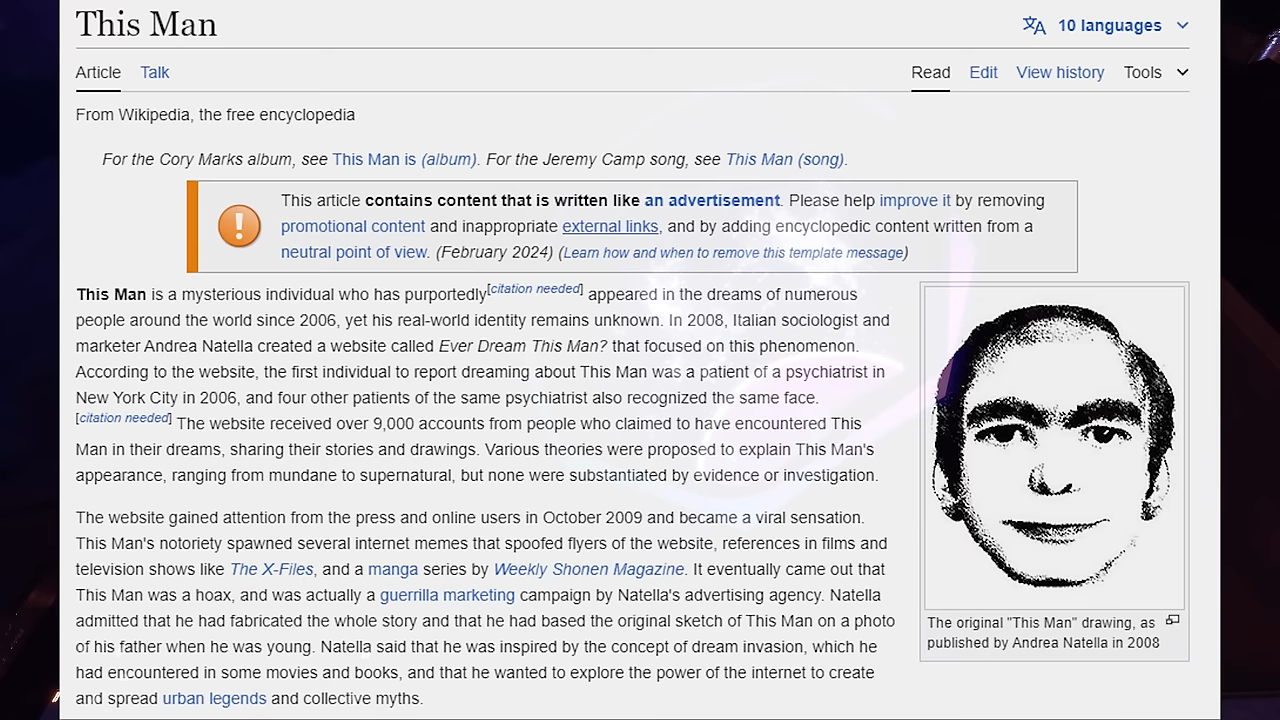 This Man
10 languages
Article Talk
Read Edit View history Tools
From Wikipedia, the free encyclopedia
For the Cory Marks album, see This Man is (album). For the Jeremy Camp song, see This Man (song).
This article contains content that is written like an advertisement. Please help improve it by removing
promotional content and inappropriate external links, and by adding encyclopedic content written from a
neutral point of view. (February 2024) (Learn how and when to remove this template message)
This Man is a mysterious individual who has purportedly[citation needed] appeared in the dreams of numerous
people around the world since 2006, yet his real-world identity remains unknown. In 2008, Italian sociologist and
marketer Andrea Natella created a website called Ever Dream This Man? that focused on this phenomenon.
According to the website, the first individual to report dreaming about This Man was a patient of a psychiatrist in
New York City in 2006, and four other patients of the same psychiatrist also recognized the same face.
[citation needed] The website received over 9,000 accounts from people who claimed to have encountered This
Man in their dreams, sharing their stories and drawings. Various theories were proposed to explain This Man's
appearance, ranging from mundane to supernatural, but none were substantiated by evidence or investigation.
The website gained attention from the press and online users in October 2009 and became a viral sensation.
This Man's notoriety spawned several internet memes that spoofed flyers of the website, references in films and
television shows like The X-Files, and a manga series by Weekly Shonen Magazine. It eventually came out that
This Man was a hoax, and was actually a guerrilla marketing campaign by Natella's advertising agency. Natella
admitted that he had fabricated the whole story and that he had based the original sketch of This Man on a photo
of his father when he was young. Natella said that he was inspired by the concept of dream invasion, which he
had encountered in some movies and books, and that he wanted to explore the power of the internet to create
and spread urban legends and collective myths.
The original "This Man" drawing, as
published by Andrea Natella in 2008